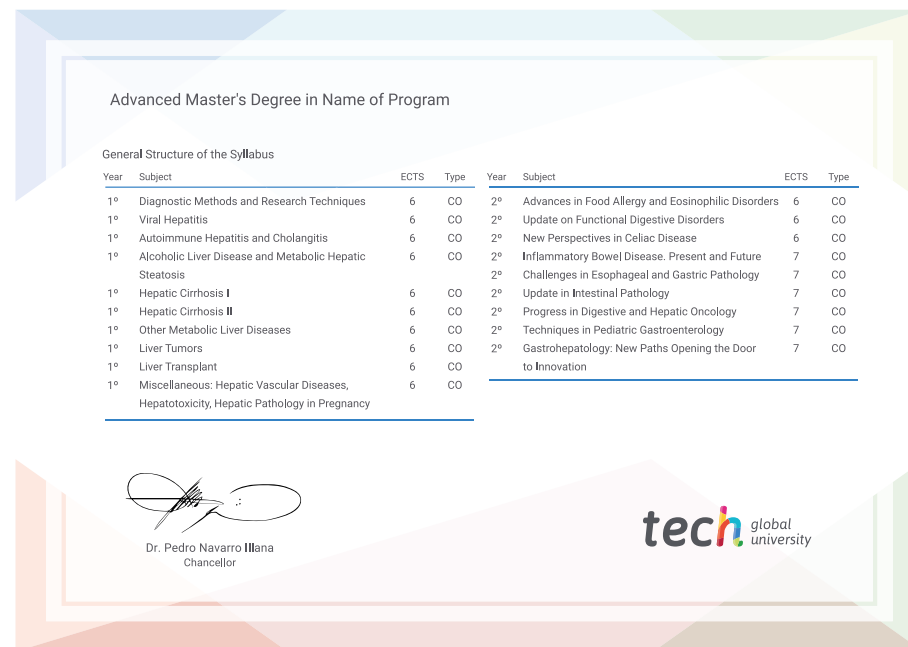 Advanced Master's Degree in Name of Program
General Structure of the Syllabus
Year Subject ECTS Type
1º Diagnostic Methods and Research Techniques 6 CO
1º Viral Hepatitis 6 CO
1º Autoimmune Hepatitis and Cholangitis 6 CO
1º Alcoholic Liver Disease and Metabolic Hepatic 6 CO
Steatosis
1º Hepatic Cirrhosis I 6 CO
1º Hepatic Cirrhosis II 6 CO
1º Other Metabolic Liver Diseases 6 CO
1º Liver Tumors 6 CO
1º Liver Transplant 6 CO
1º Miscellaneous: Hepatic Vascular Diseases, 6 CO
Hepatotoxicity, Hepatic Pathology in Pregnancy
Year Subject ECTS Type
2º Advances in Food Allergy and Eosinophilic Disorders 6 CO
2º Update on Functional Digestive Disorders 6 CO
2º New Perspectives in Celiac Disease 6 CO
2º Inflammatory Bowel Disease. Present and Future 7 CO
2º Challenges in Esophageal and Gastric Pathology 7 CO
2º Update in Intestinal Pathology 7 CO
2º Progress in Digestive and Hepatic Oncology 7 CO
2º Techniques in Pediatric Gastroenterology 7 CO
2º Gastrohepatology: New Paths Opening the Door 7 CO
to Innovation
Dr. Pedro Navarro Illana
Chancellor
tech global
university